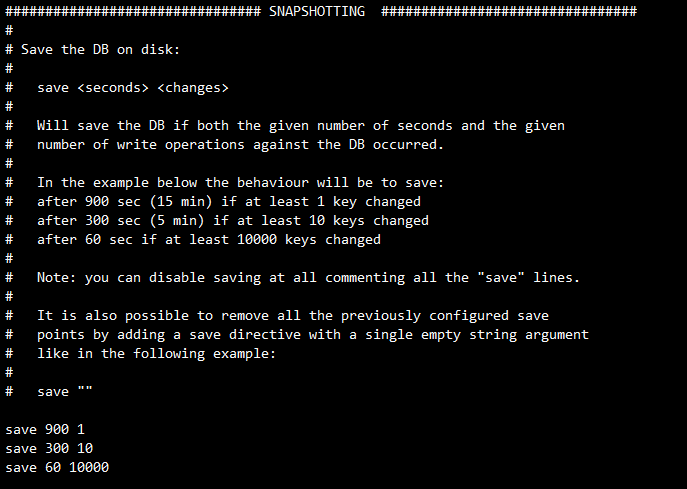 ################################ SNAPSHOTTING  ################################
#
# Save the DB on disk:
#
#   save <seconds> <changes>
#
#   Will save the DB if both the given number of seconds and the given
#   number of write operations against the DB occurred.
#
#   In the example below the behaviour will be to save:
#   after 900 sec (15 min) if at least 1 key changed
#   after 300 sec (5 min) if at least 10 keys changed
#   after 60 sec if at least 10000 keys changed
#
#   Note: you can disable saving at all commenting all the "save" lines.
#
#   It is also possible to remove all the previously configured save
#   points by adding a save directive with a single empty string argument
#   like in the following example:
#
#   save ""

save 900 1
save 300 10
save 60 10000